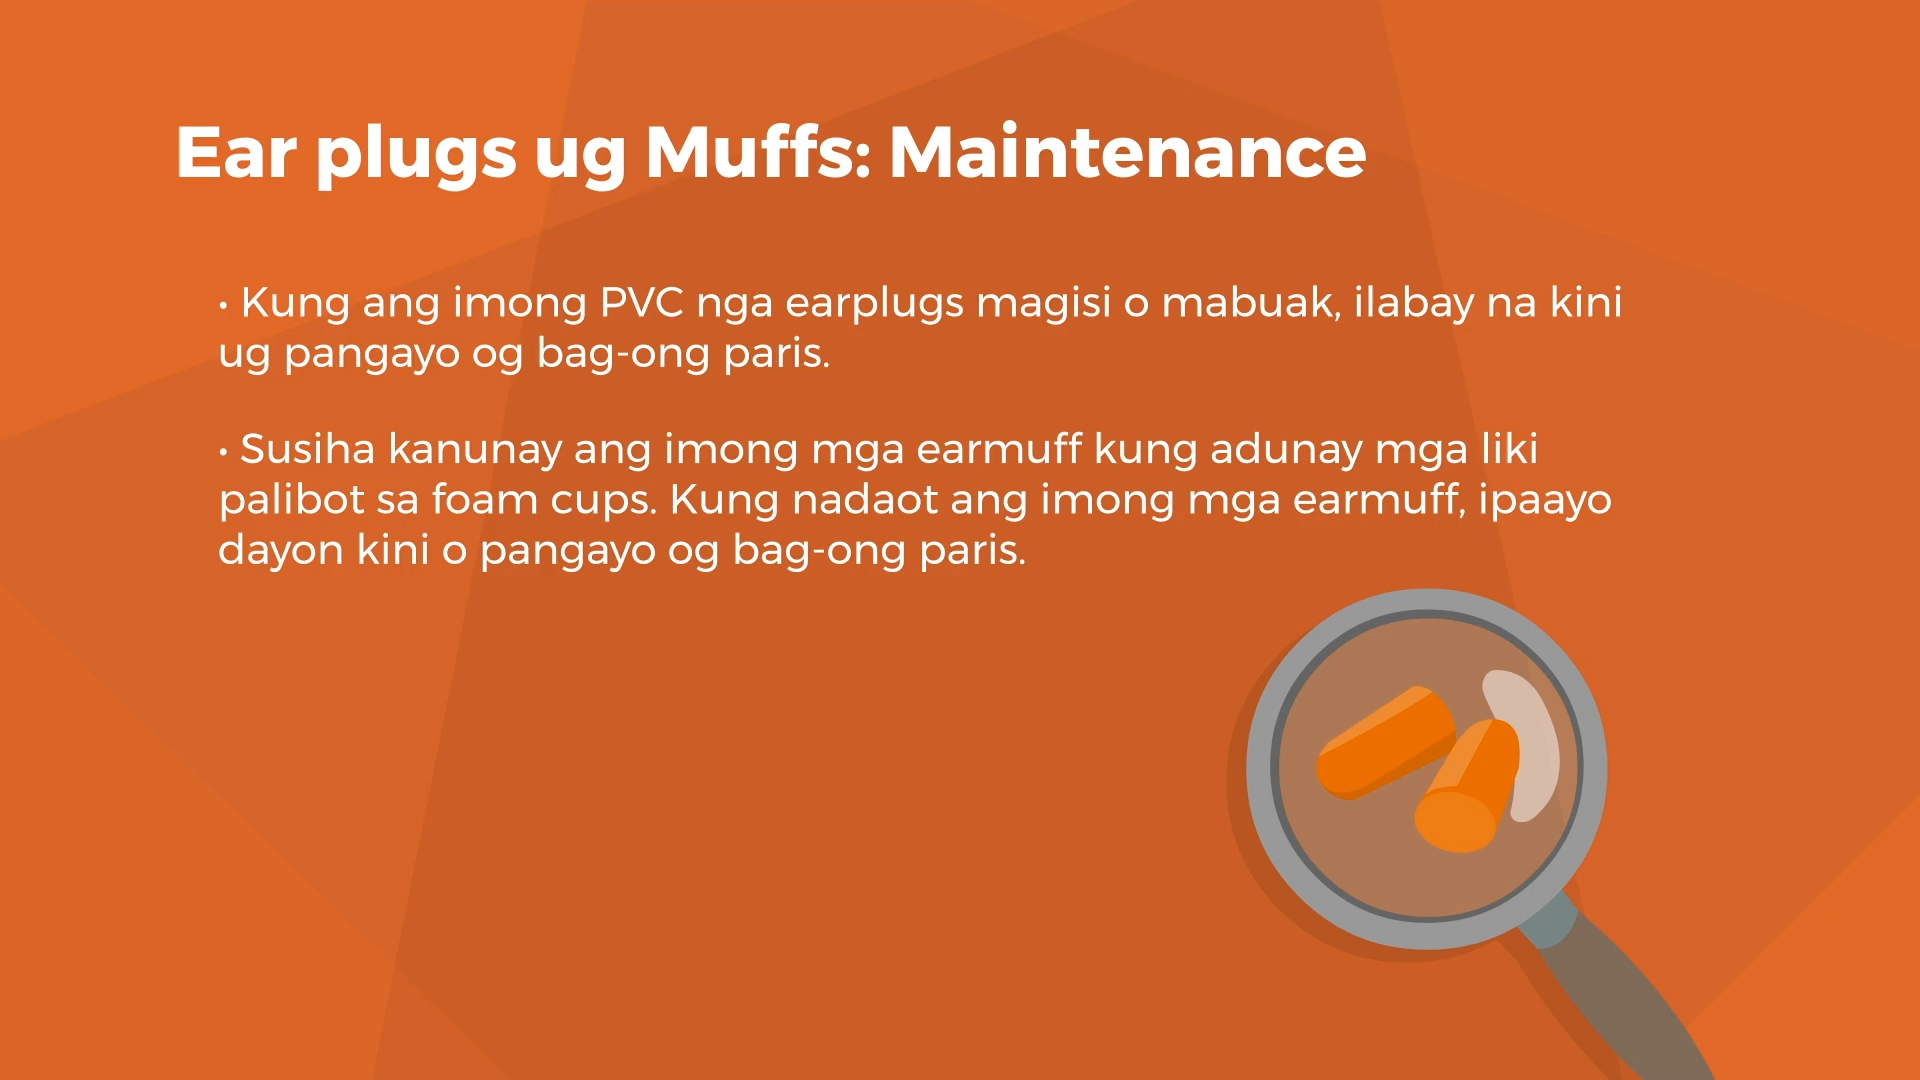 Ear plugs ug Muffs: Maintenance
• Kung ang imong PVC nga earplugs magisi o mabuak, ilabay na kini
ug pangayo og bag-ong paris.
• Susiha kanunay ang imong mga earmuff kung adunay mga liki
palibot sa foam cups. Kung nadaot ang imong mga earmuff, ipaayo
dayon kini o pangayo og bag-ong paris.